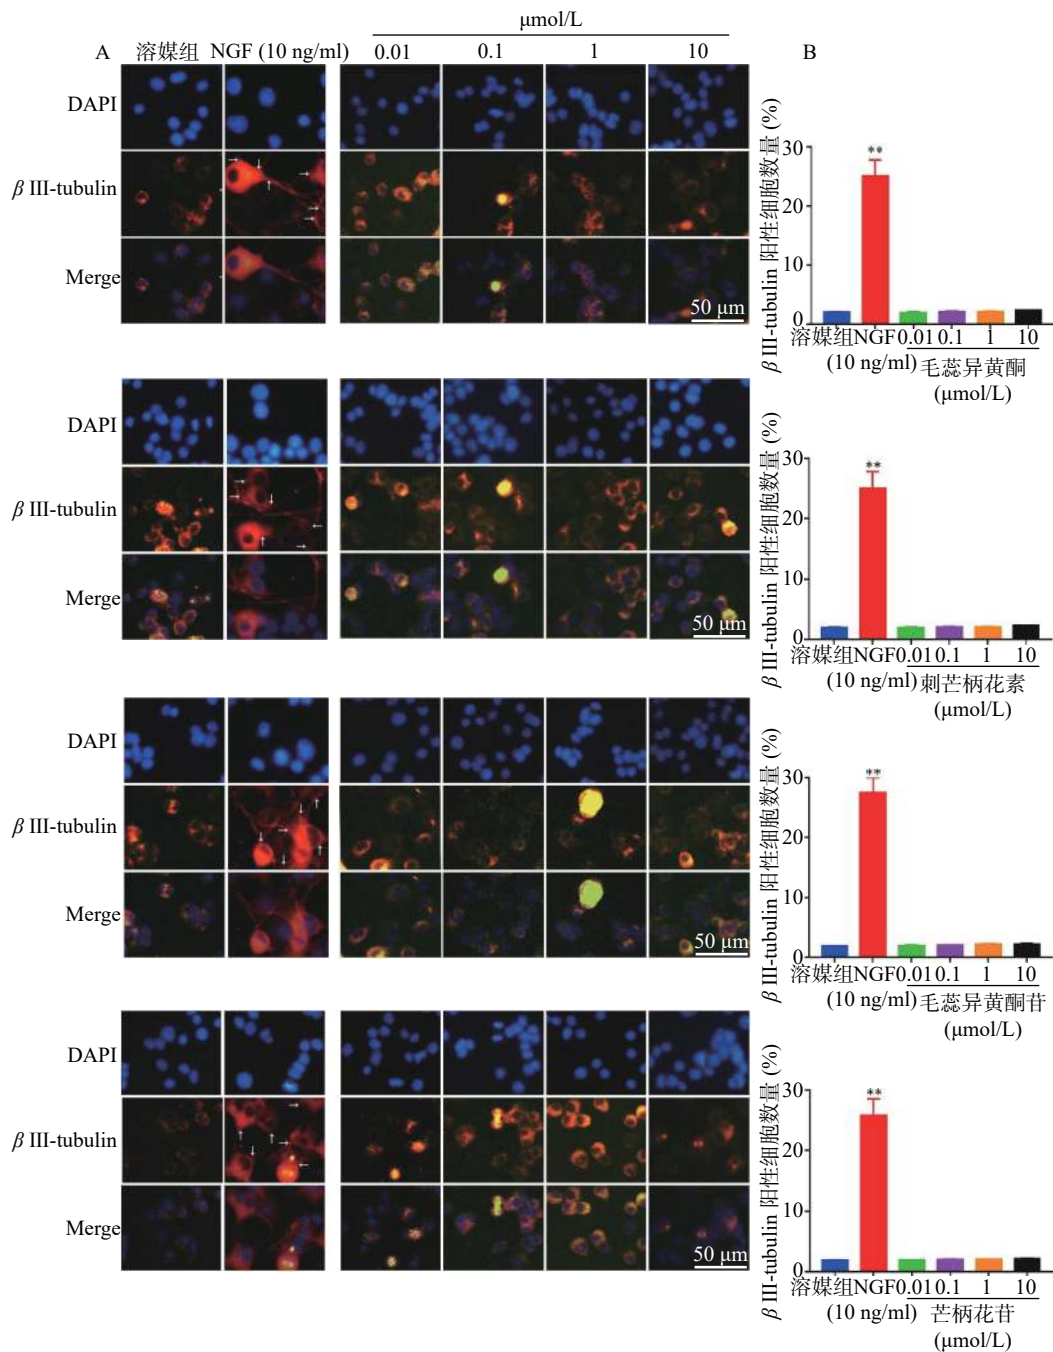 μmol/L
A 溶媒组 NGF (10 ng/ml) 0.01 0.1 1 10 B
DAPI
β III-tubulin
Merge
50 μm
β III-tubulin 阳性细胞数量 (%)
30
**
20
10
0
溶媒组 NGF 0.01 0.1 1 10
(10 ng/ml) 毛蕊异黄酮
(μmol/L)
DAPI
β III-tubulin
Merge
50 μm
β III-tubulin 阳性细胞数量 (%)
30
**
20
10
0
溶媒组 NGF 0.01 0.1 1 10
(10 ng/ml) 刺芒柄花素
(μmol/L)
DAPI
β III-tubulin
Merge
50 μm
β III-tubulin 阳性细胞数量 (%)
30
**
20
10
0
溶媒组 NGF 0.01 0.1 1 10
(10 ng/ml) 毛蕊异黄酮苷
(μmol/L)
DAPI
β III-tubulin
Merge
50 μm
β III-tubulin 阳性细胞数量 (%)
30
**
20
10
0
溶媒组 NGF 0.01 0.1 1 10
(10 ng/ml) 芒柄花苷
(μmol/L)